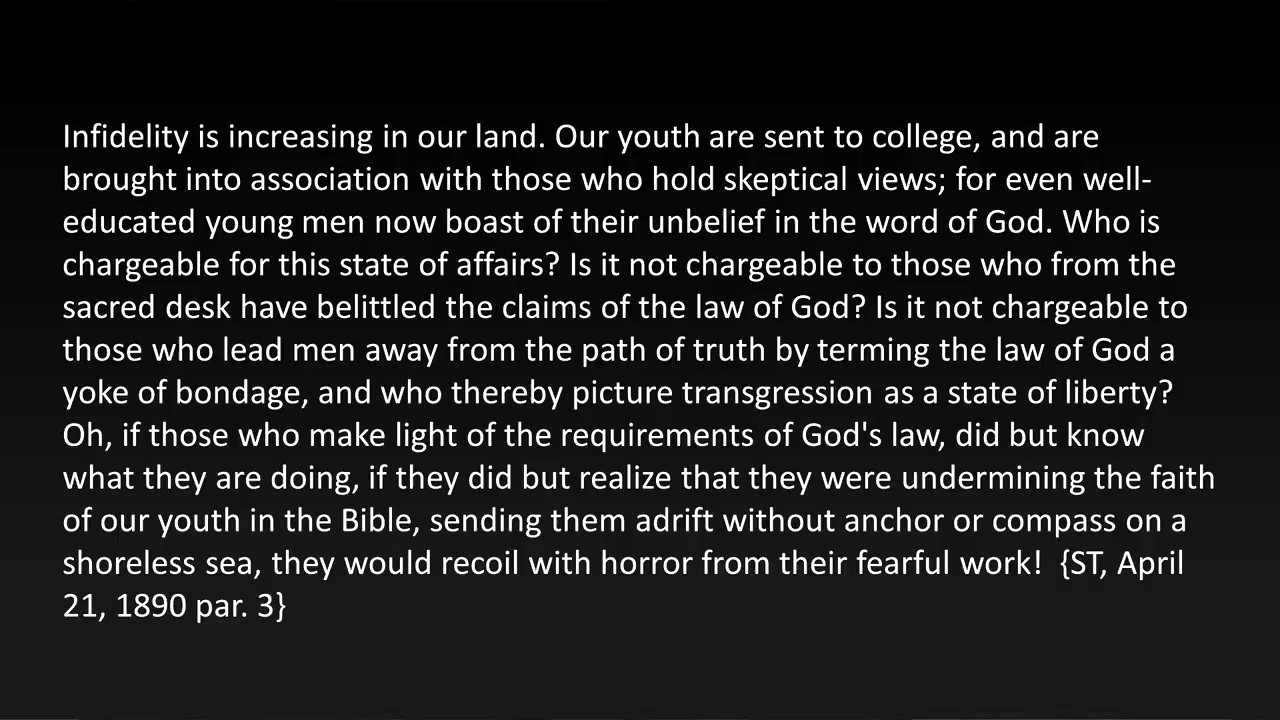 Infidelity is increasing in our land. Our youth are sent to college, and are
brought into association with those who hold skeptical views; for even well-
educated young men now boast of their unbelief in the word of God. Who is
chargeable for this state of affairs? Is it not chargeable to those who from the
sacred desk have belittled the claims of the law of God? Is it not chargeable to
those who lead men away from the path of truth by terming the law of God a
yoke of bondage, and who thereby picture transgression as a state of liberty?
Oh, if those who make light of the requirements of God's law, did but know
what they are doing, if they did but realize that they were undermining the faith
of our youth in the Bible, sending them adrift without anchor or compass on a
shoreless sea, they would recoil with horror from their fearful work!  {ST, April
21, 1890 par. 3}